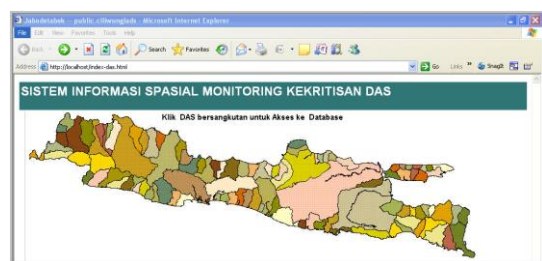 Jabodetabek -- public.ciliwunglada - Microsoft Internet Explorer
File Edit View Favorites Tools Help
Back Search Favorites
Address http://localhost/index-das.html Go Links » SnagIt
SISTEM INFORMASI SPASIAL MONITORING KEKRITISAN DAS
Klik DAS bersangkutan untuk Akses ke Database